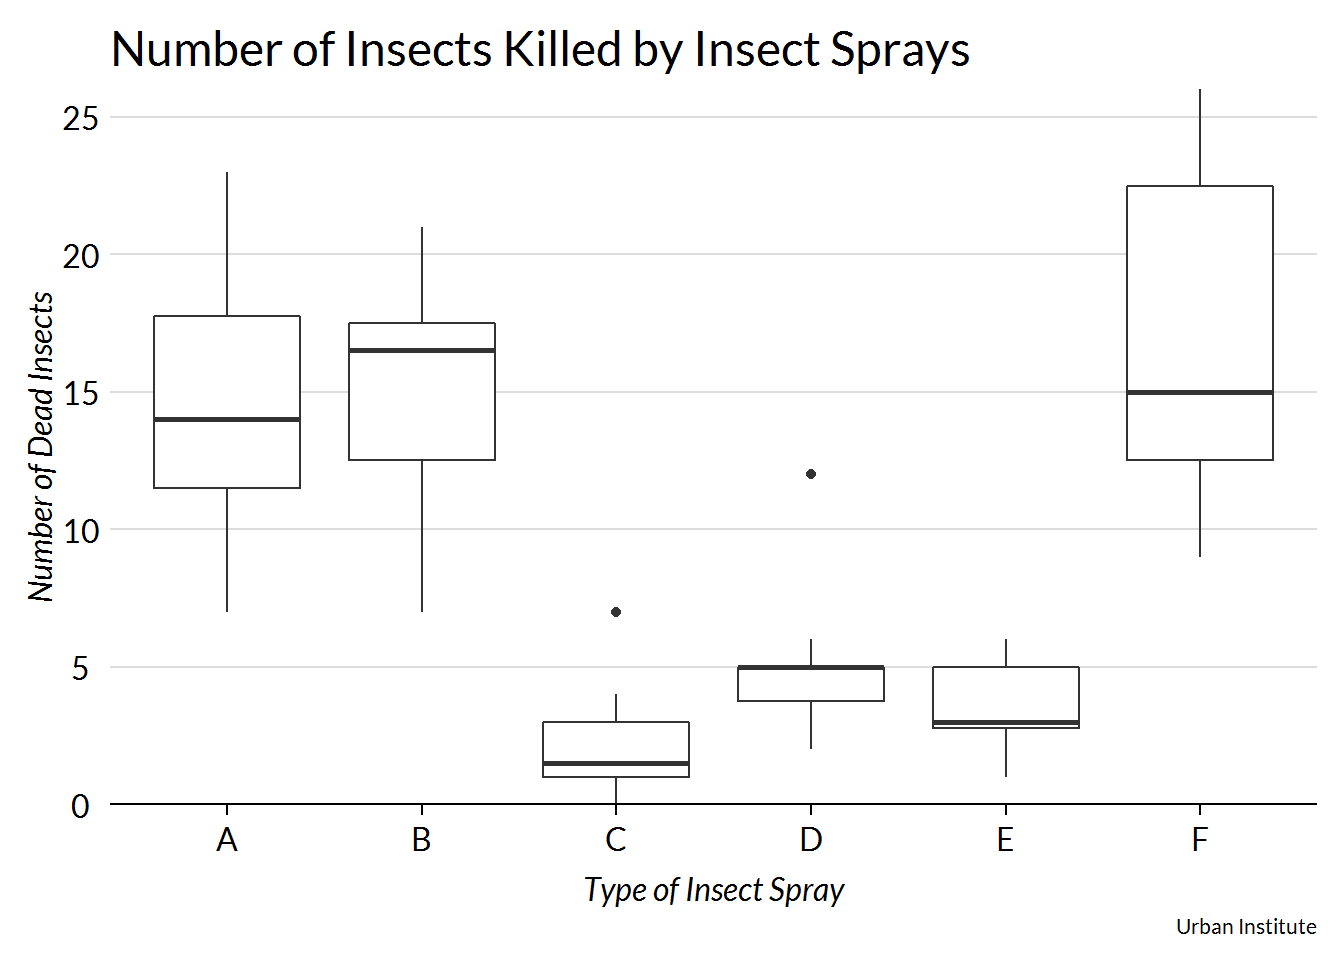 Number of Insects Killed by Insect Sprays
25
20
15
10
5
0
Number of Dead Insects
A B C D E F
Type of Insect Spray
Urban Institute